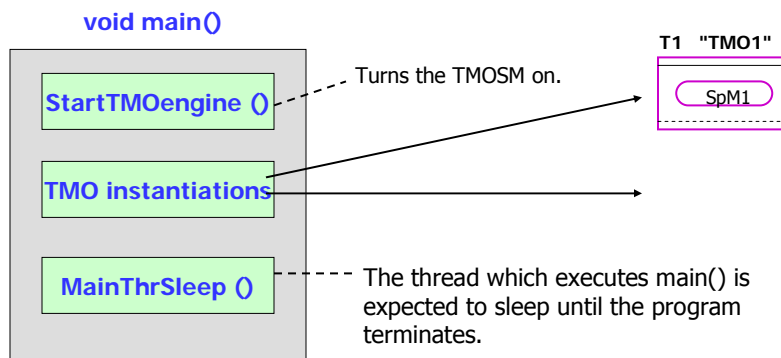 void main()
T1 "TMO1"
StartTMOengine ()
Turns the TMOSM on.
SpM1
TMO instantiations
MainThrSleep ()
The thread which executes main() is
expected to sleep until the program
terminates.